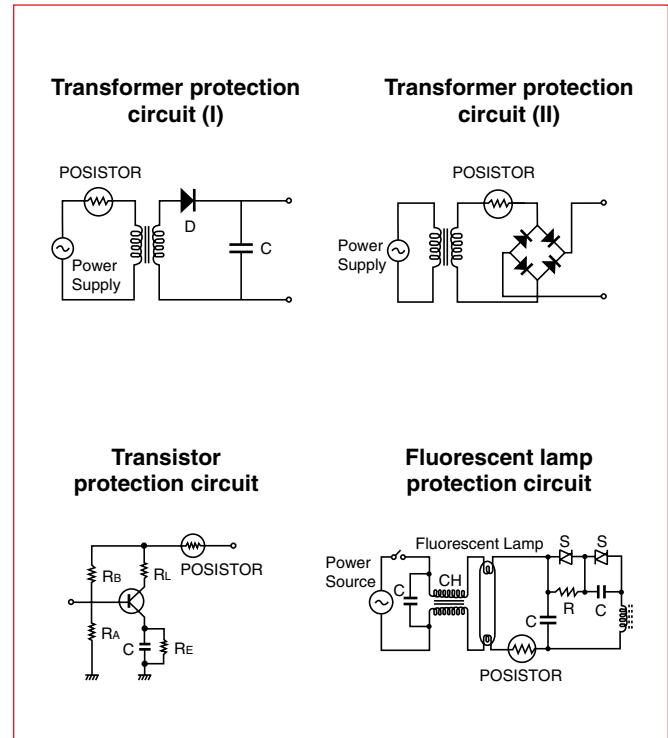 Transformer protection
circuit (I)
POSISTOR
D
C
Power
Supply
Transformer protection
circuit (II)
POSISTOR
Power
Supply
Transistor
protection circuit
POSISTOR
RB
RL
RA
C
RE
Fluorescent lamp
protection circuit
Fluorescent Lamp
S
S
Power
Source
C
CH
R
C
C
POSISTOR